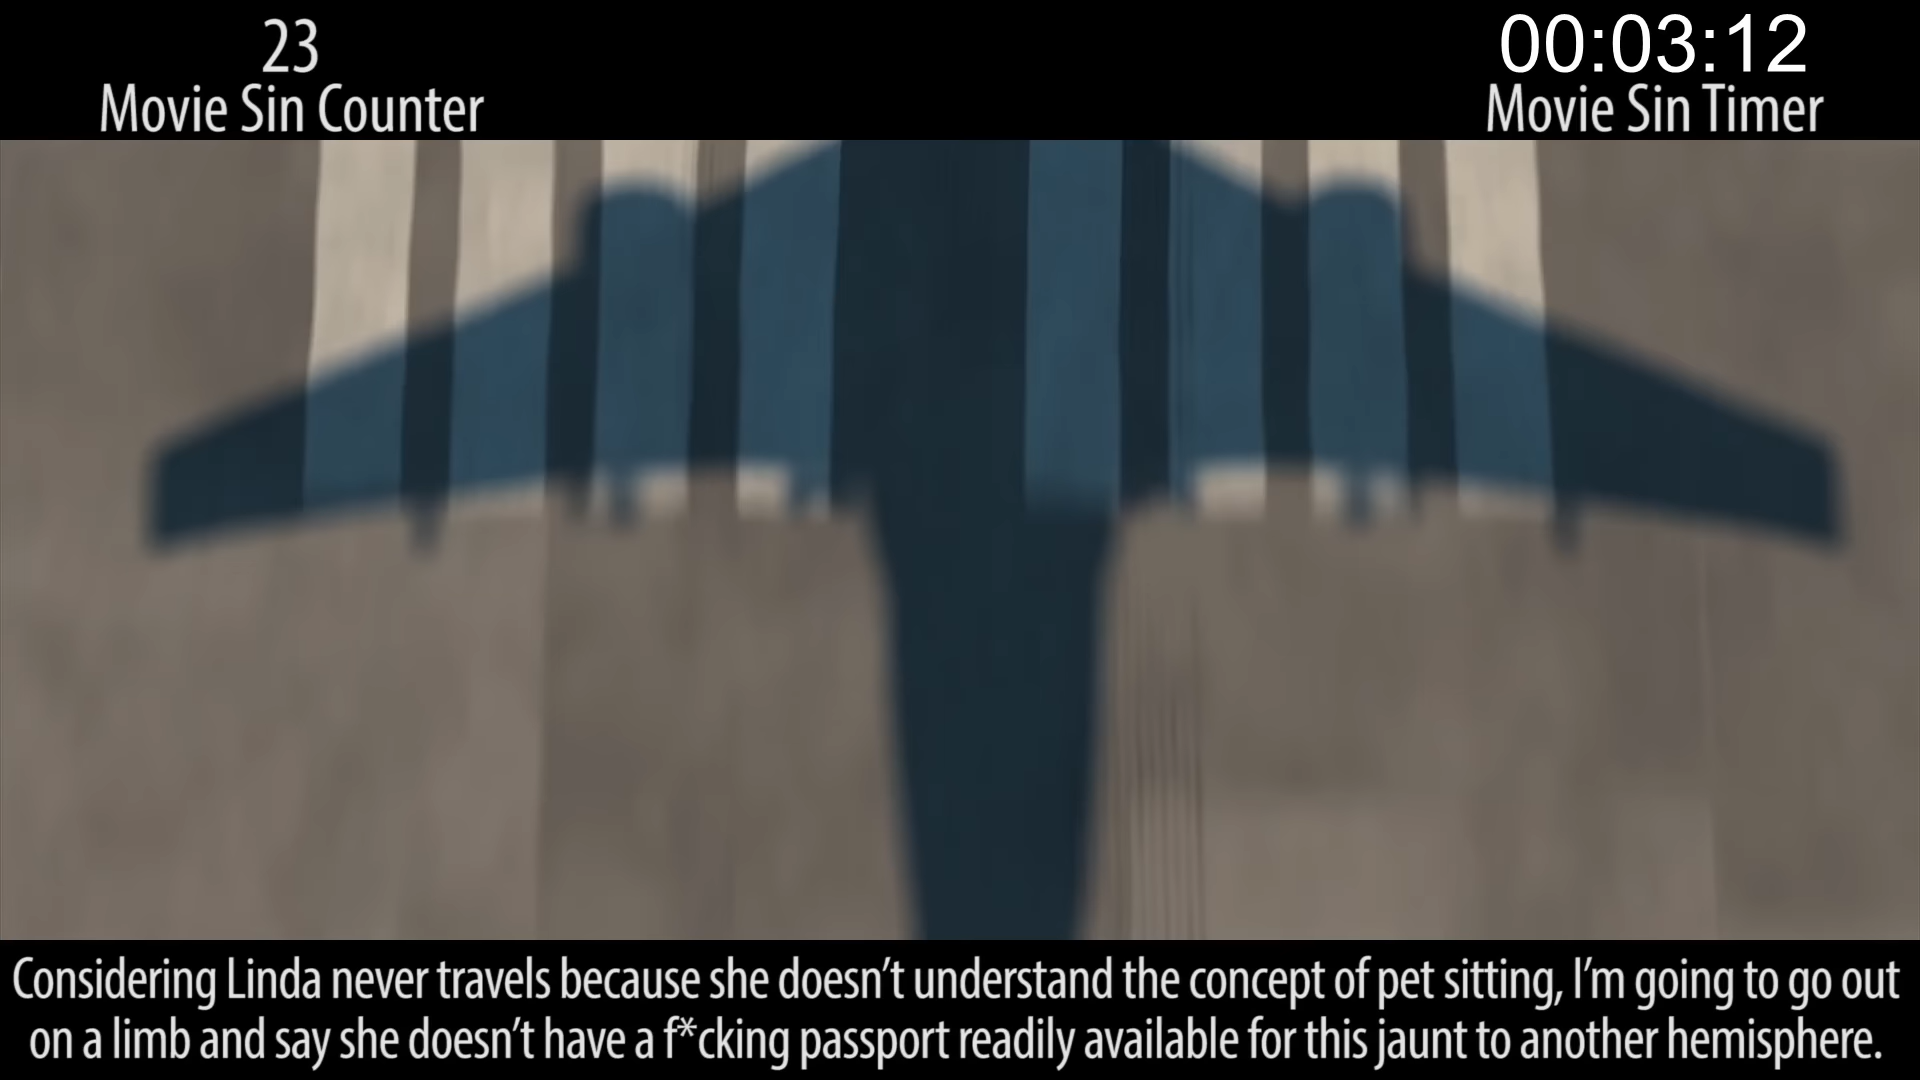 23
Movie Sin Counter
00:03:12
Movie Sin Timer
Considering Linda never travels because she doesn’t understand the concept of pet sitting, I’m going to go out
on a limb and say she doesn’t have a f*cking passport readily available for this jaunt to another hemisphere.